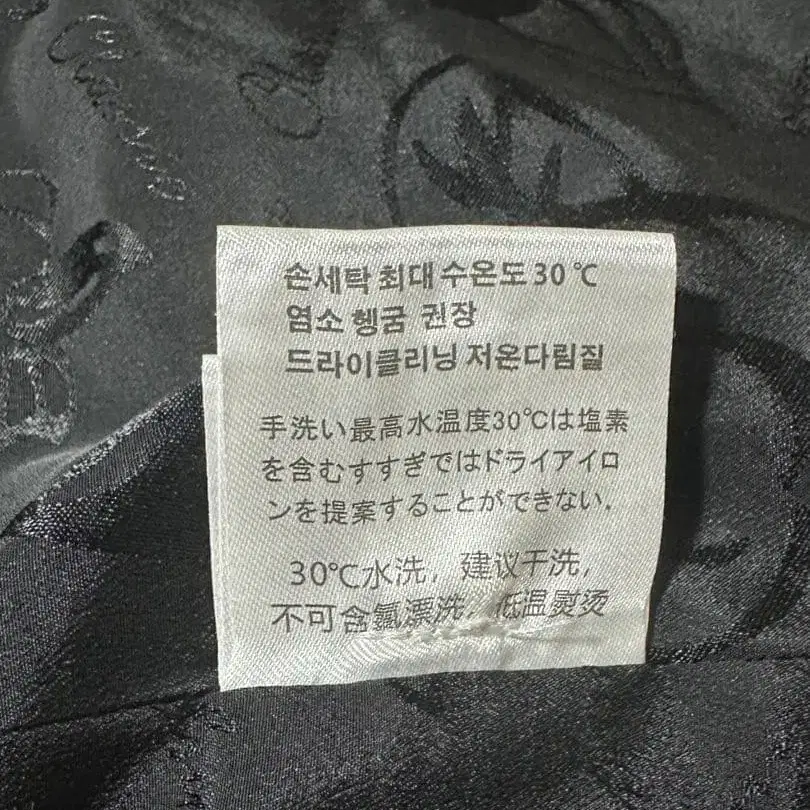 Classic
손세탁 최대 수온도 30 ℃
염소 헹굼 권장
드라이클리닝 저온다림질
手洗い最高水温度30℃は塩素
を含むすすぎではドライアイロ
ンを提案することができない.
30℃水洗，建议干洗，
不可含氯漂洗．低温熨烫